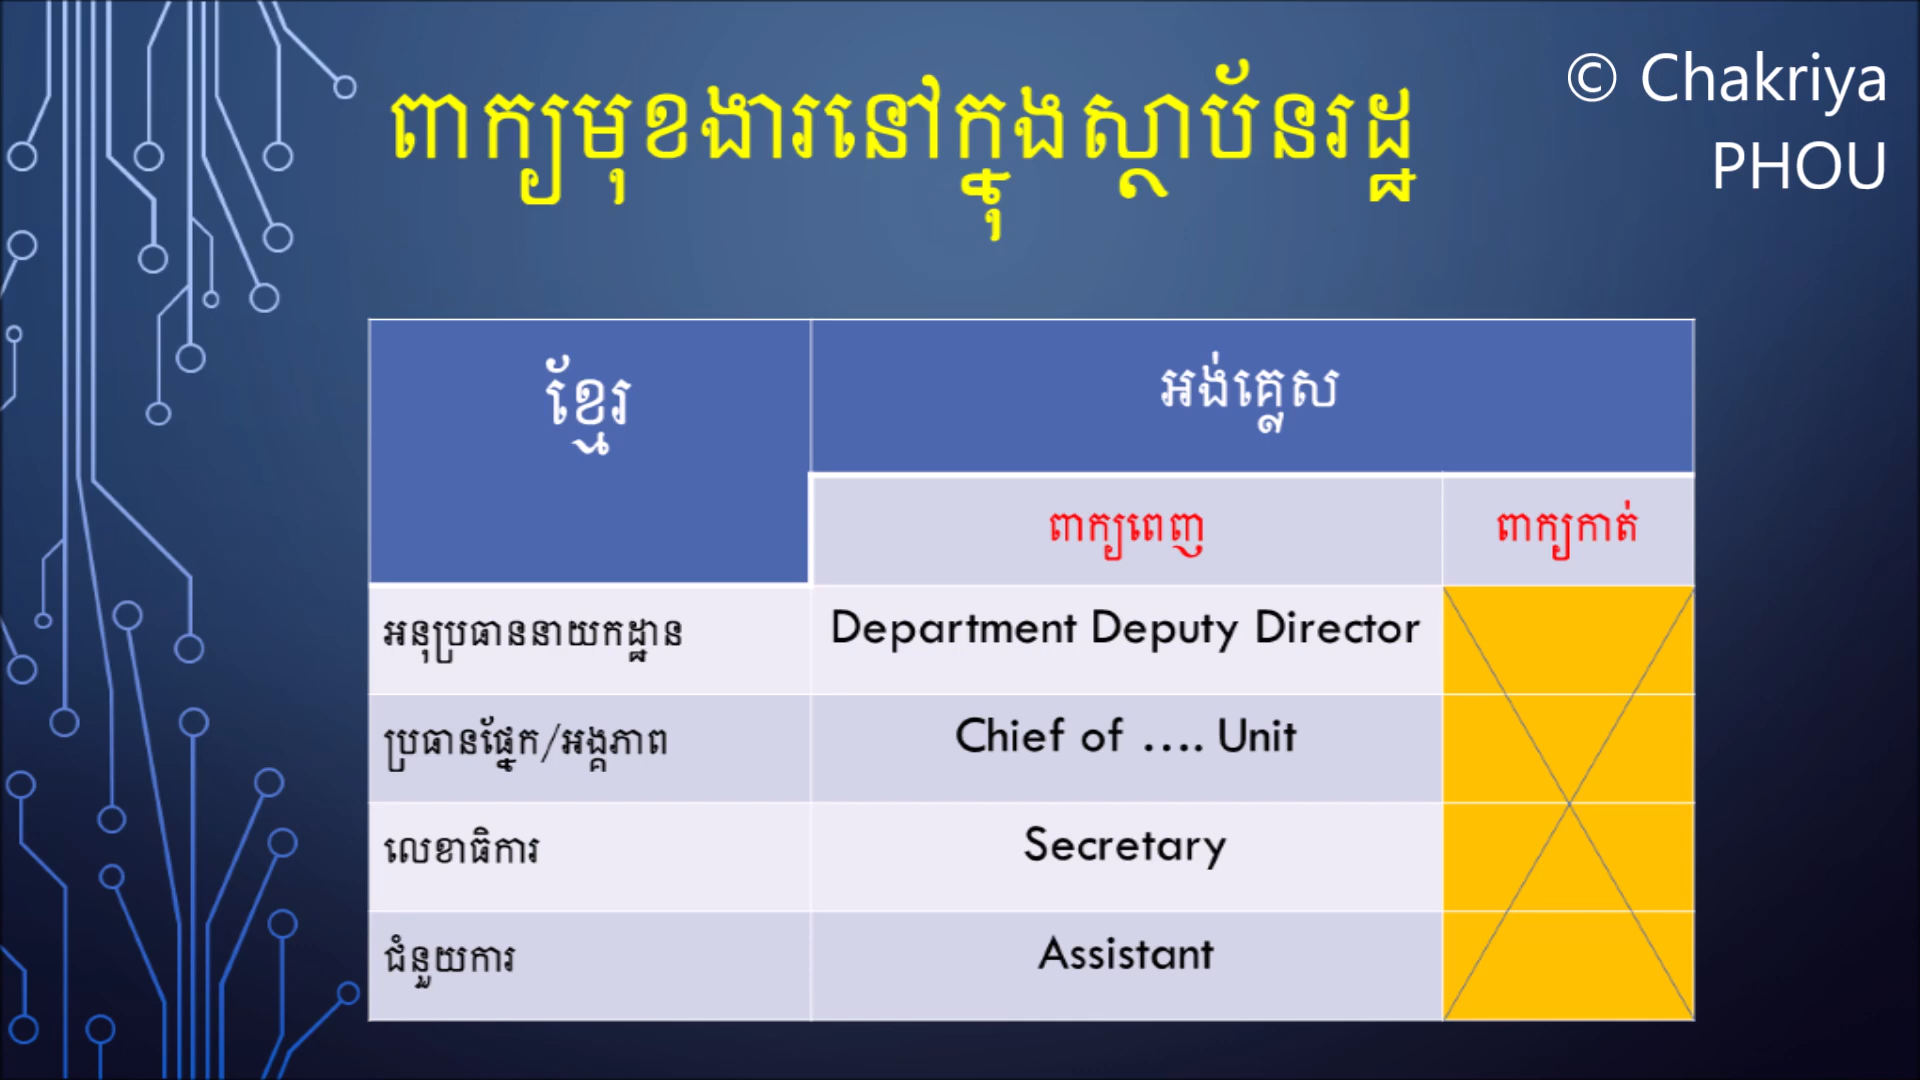 © Chakriya
PHOU
ពាក្យមុខងារនៅក្នុងស្ថាប័នរដ្ឋ
ខ្មែរ
អង់គ្លេស
ពាក្យពេញ
ពាក្យកាត់
អនុប្រធាននាយកដ្ឋាន
Department Deputy Director
ប្រធានផ្នែក/អង្គភាព
Chief of .... Unit
លេខាធិការ
Secretary
ជំនួយការ
Assistant